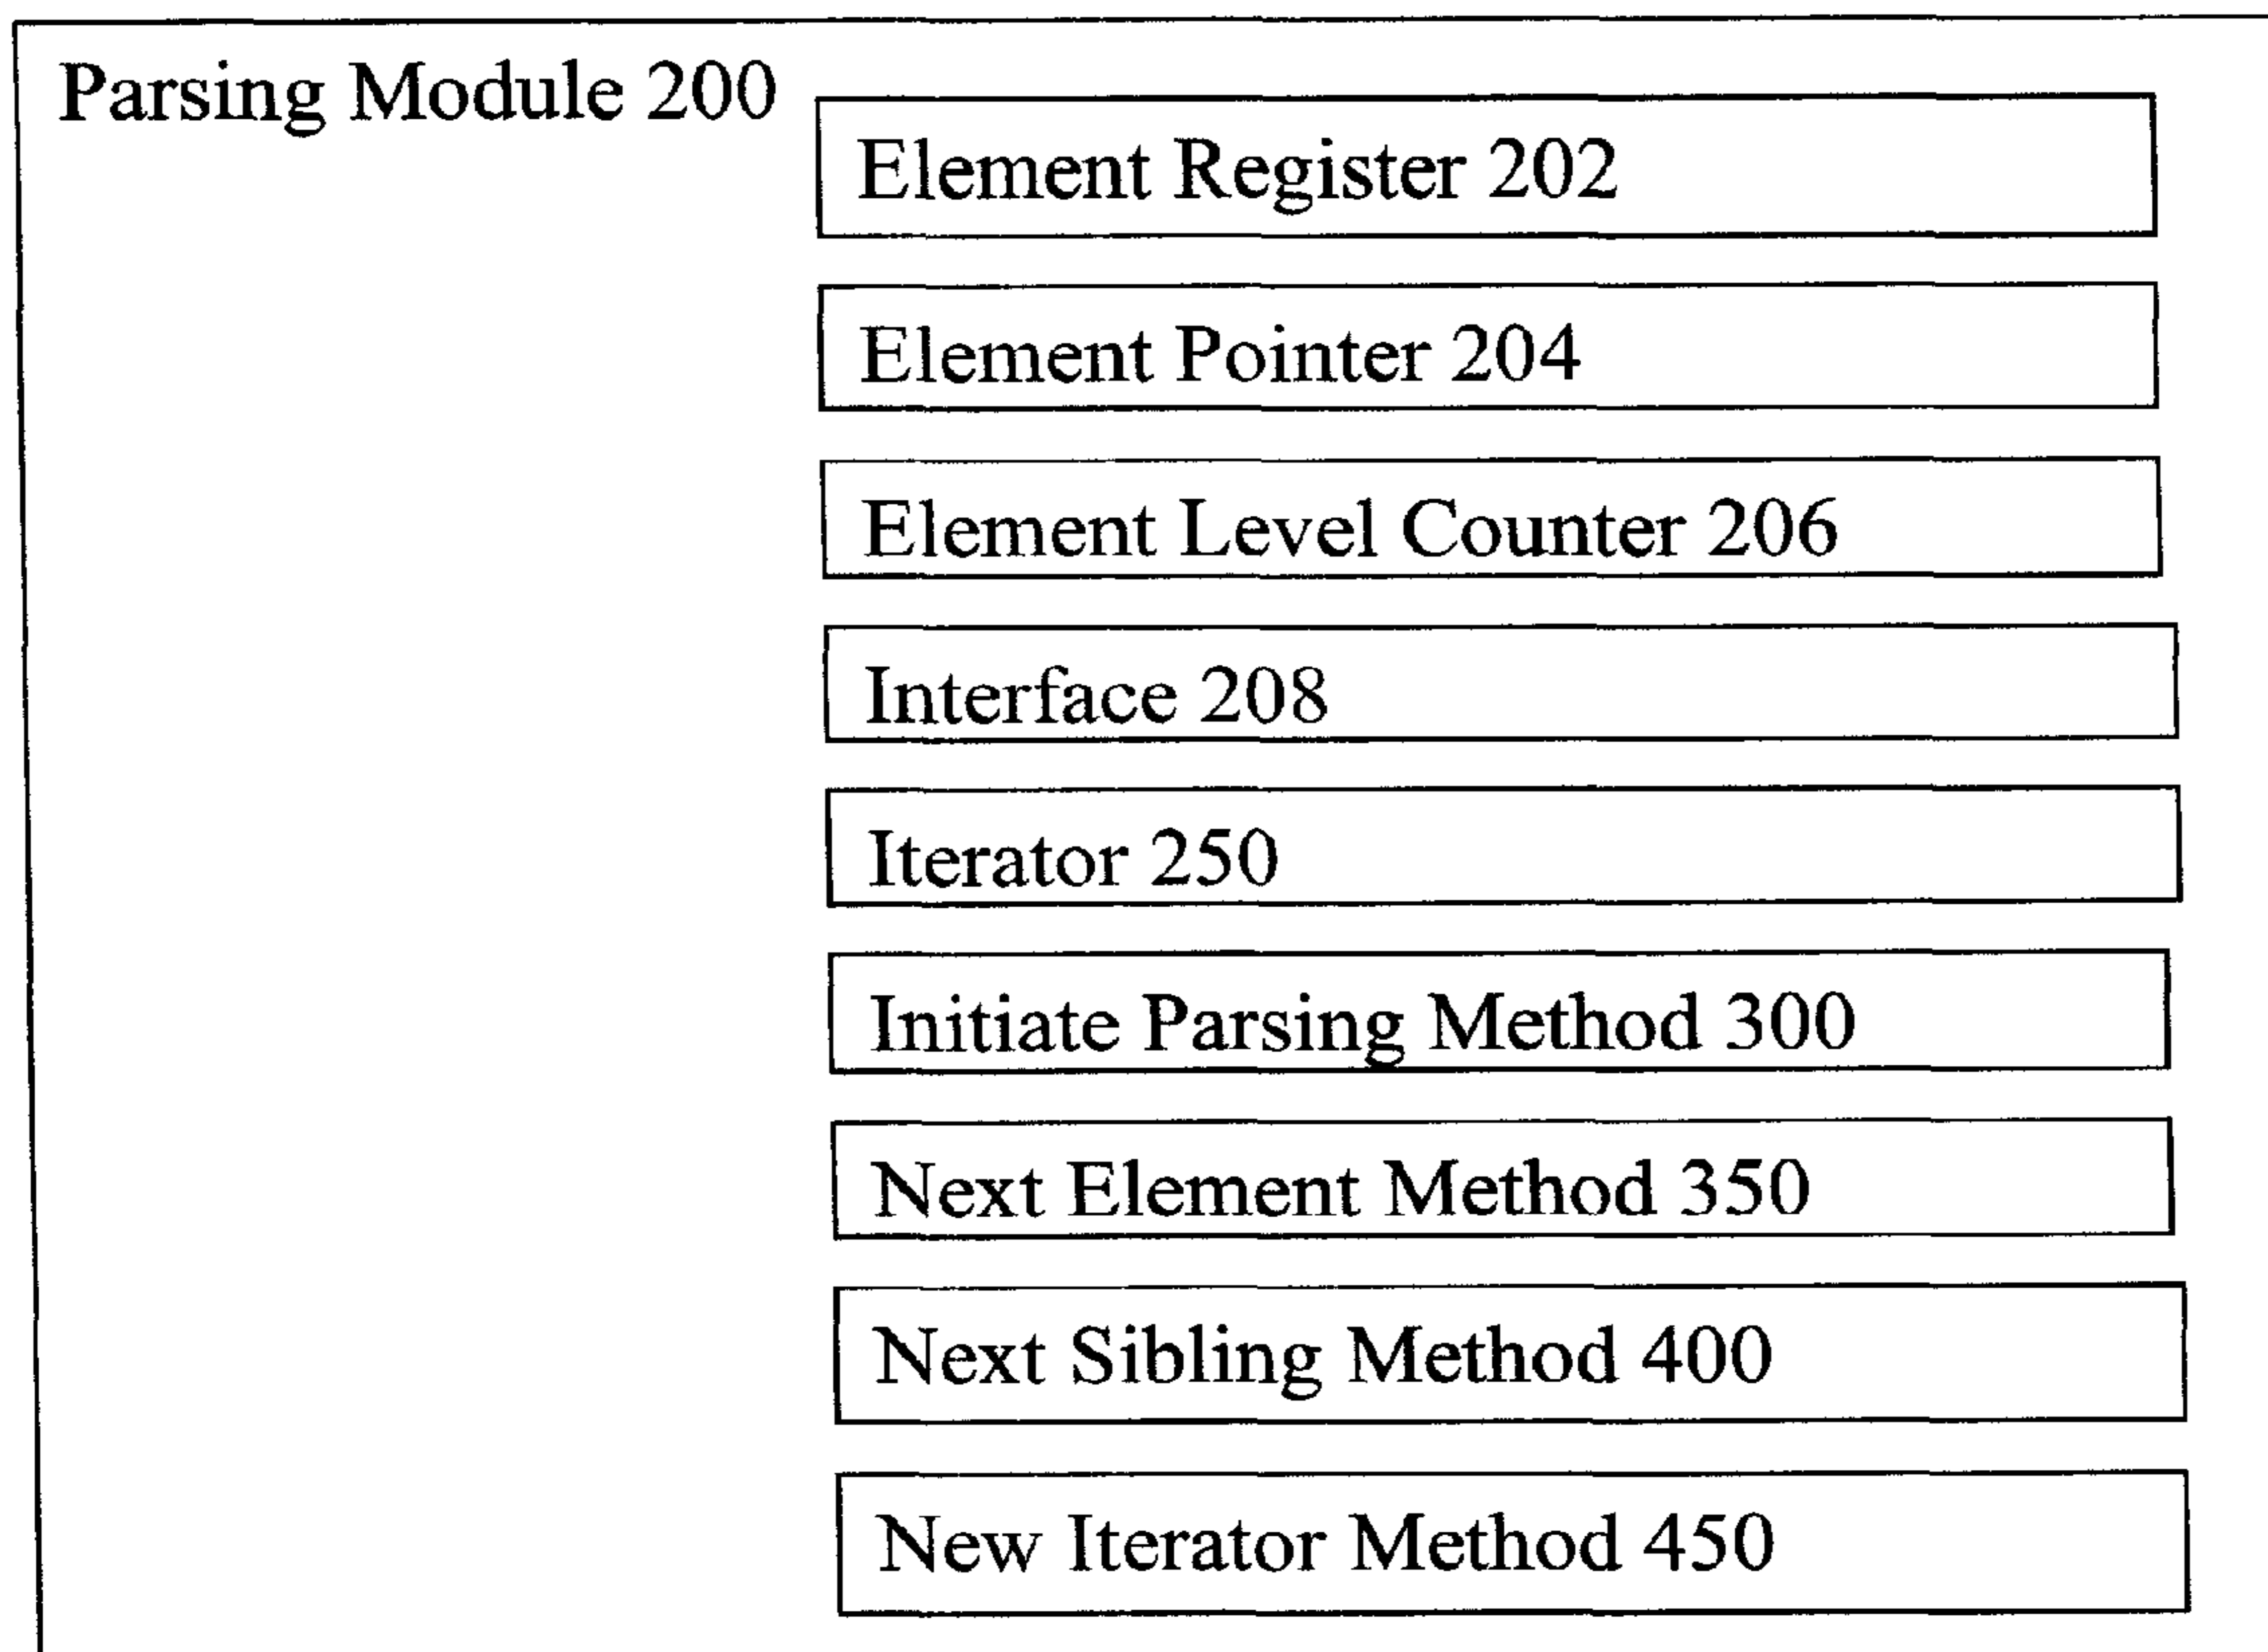 Parsing Module 200
Element Register 202
Element Pointer 204
Element Level Counter 206
Interface 208
Iterator 250
Initiate Parsing Method 300
Next Element Method 350
Next Sibling Method 400
New Iterator Method 450